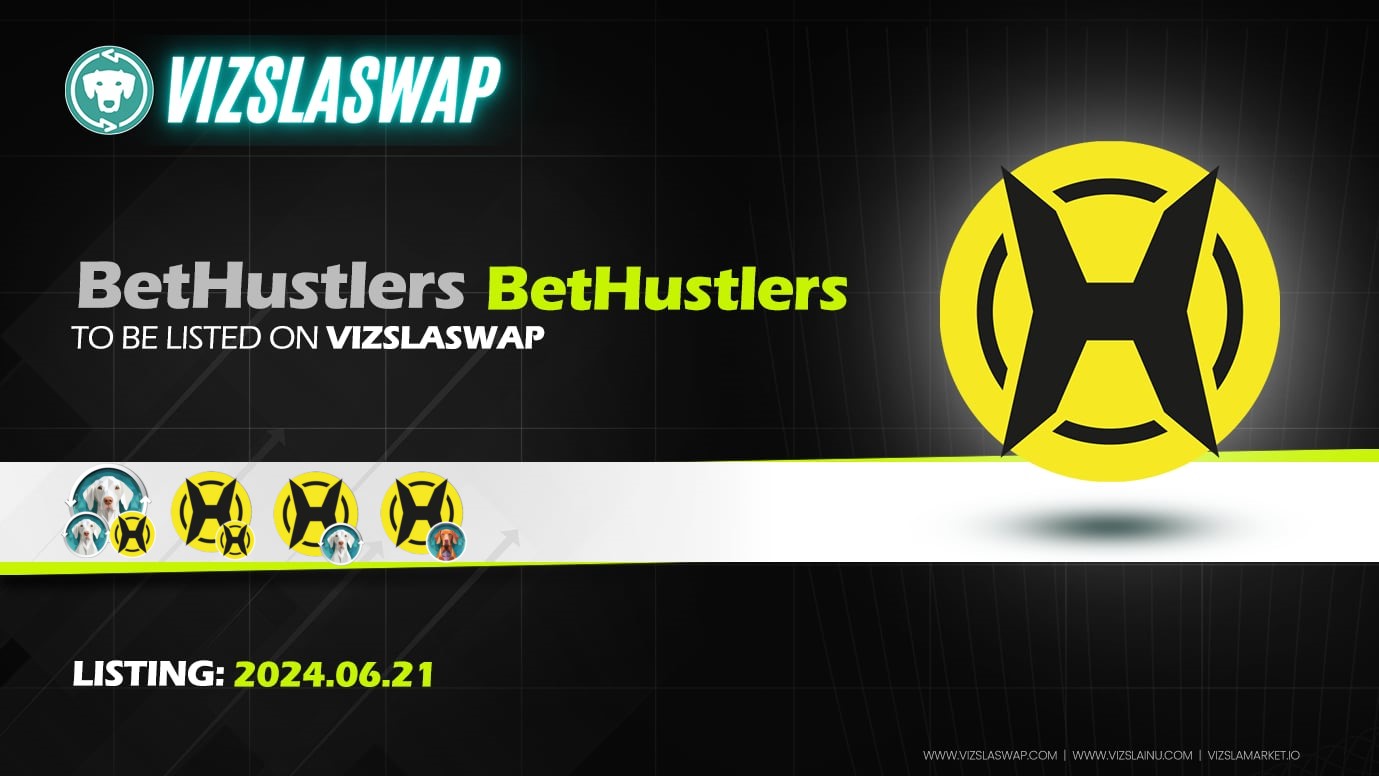 VIZSLASWAP
BetHustlers BetHustlers
TO BE LISTED ON VIZSLASWAP
LISTING: 2024.06.21
WWW.VIZSLASWAP.COM | WWW.VIZSLAINU.COM | VIZSLAMARKET.IO